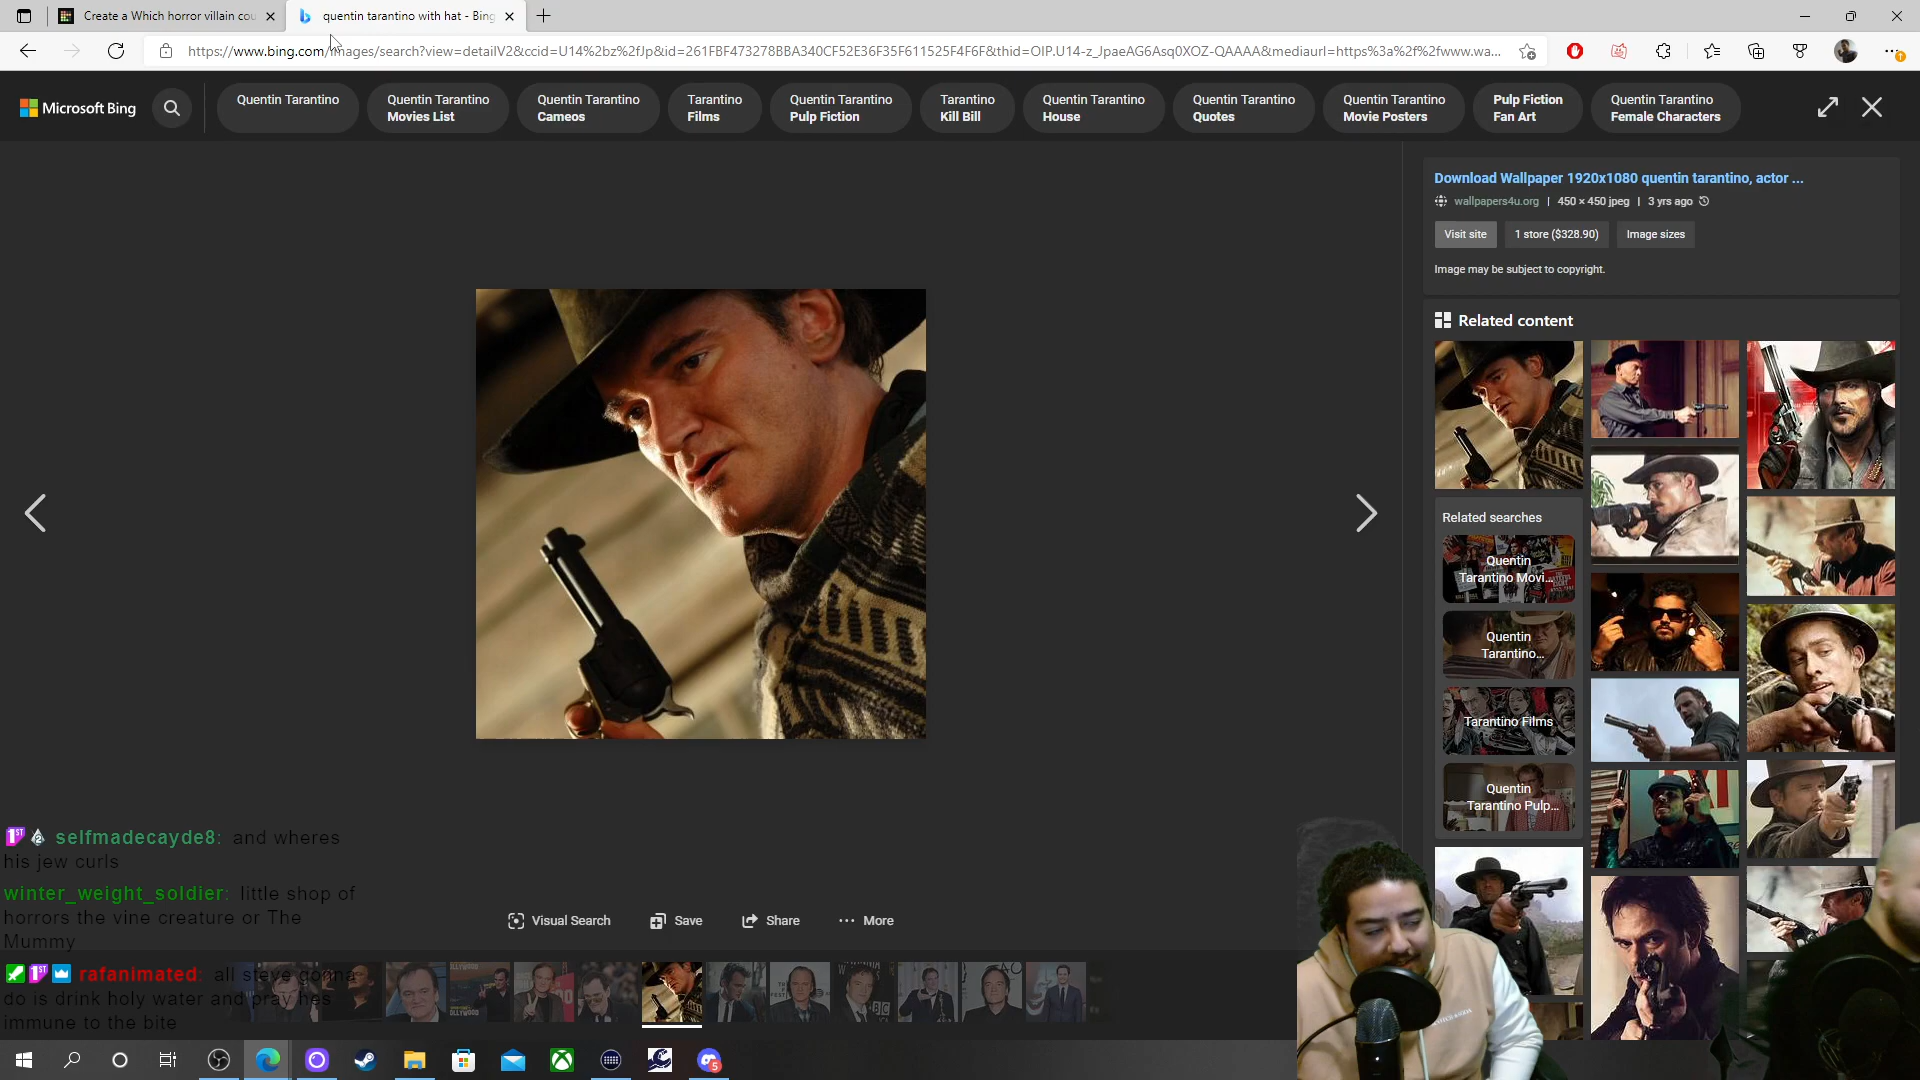 Create a Which horror villain cou
quentin tarantino with hat - Bing
https://www.bing.com/images/search?view=detailV2&ccid=U14%2bz%2fJp&id=261FBF473278BBA340CF52E36F35F611525F4F6F&thid=OIP.U14-z_JpaeAG6Asq0XOZ-QAAAA&mediaurl=https%3a%2f%2fwww.wa...
Microsoft Bing
Quentin Tarantino
Quentin Tarantino
Movies List
Quentin Tarantino
Cameos
Tarantino
Films
Quentin Tarantino
Pulp Fiction
Tarantino
Kill Bill
Quentin Tarantino
House
Quentin Tarantino
Quotes
Quentin Tarantino
Movie Posters
Pulp Fiction
Fan Art
Quentin Tarantino
Female Characters
Download Wallpaper 1920x1080 quentin tarantino, actor ...
wallpapers4u.org | 450 × 450 jpeg | 3 yrs ago
Visit site
1 store ($328.90)
Image sizes
Image may be subject to copyright.
Related content
Related searches
Quentin
Tarantino Movi...
Quentin
Tarantino...
Tarantino Films
Quentin
Tarantino Pulp...
1ST selfmadecayde8: and wheres
his jew curls
winter_weight_soldier: little shop of
horrors the vine creature or The
Mummy
1ST rafanimated: all steve gonna
do is drink holy water and pray hes
immune to the bite
Visual Search
Save
Share
More